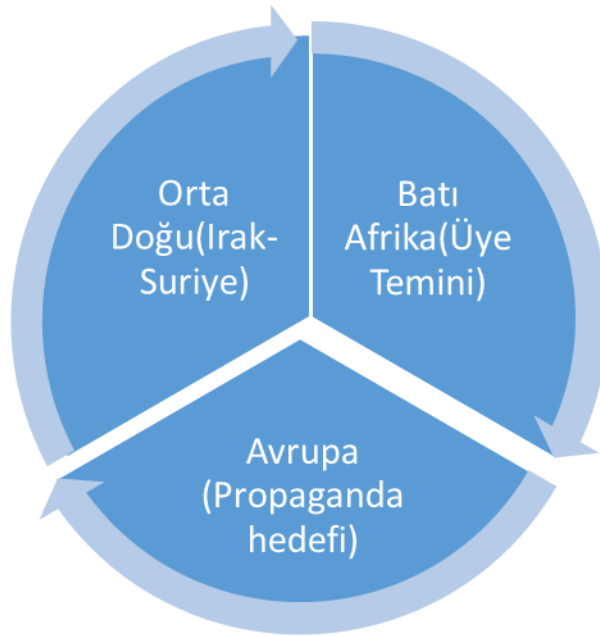 Orta
Doğu(Irak-
Suriye)
Batı
Afrika(Üye
Temini)
Avrupa
(Propaganda
hedefi)